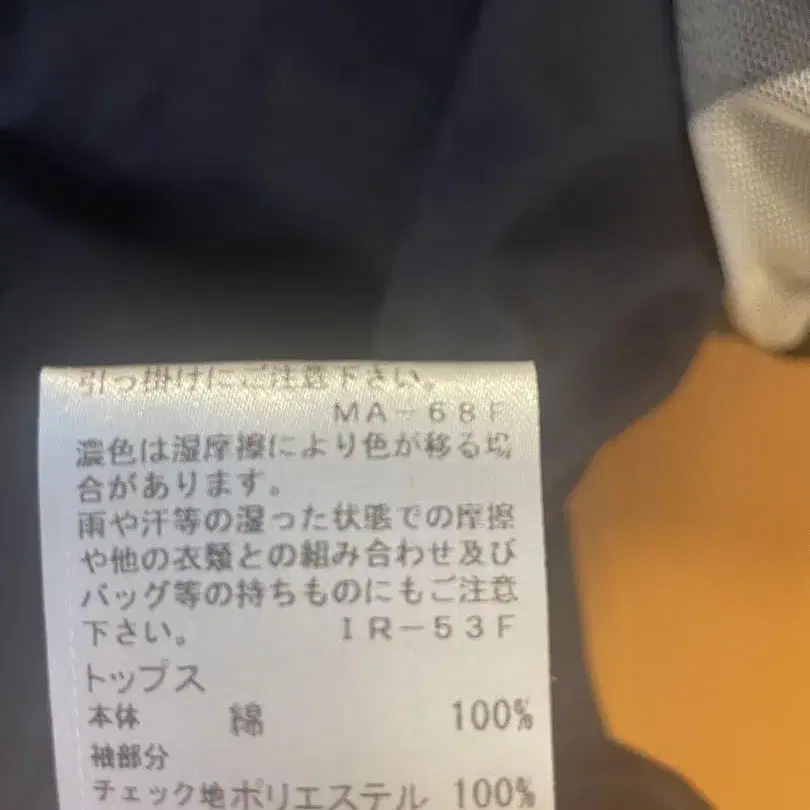 引っ掛けにご注意下さい。
MA-68F
濃色は湿摩擦により色が移る場
合があります。
雨や汗等の湿った状態での摩擦
や他の衣類との組み合わせ及び
バッグ等の持ちものにもご注意
下さい。 IR-53F
トップス
本体 綿 100%
袖部分
チェック地ポリエステル 100%